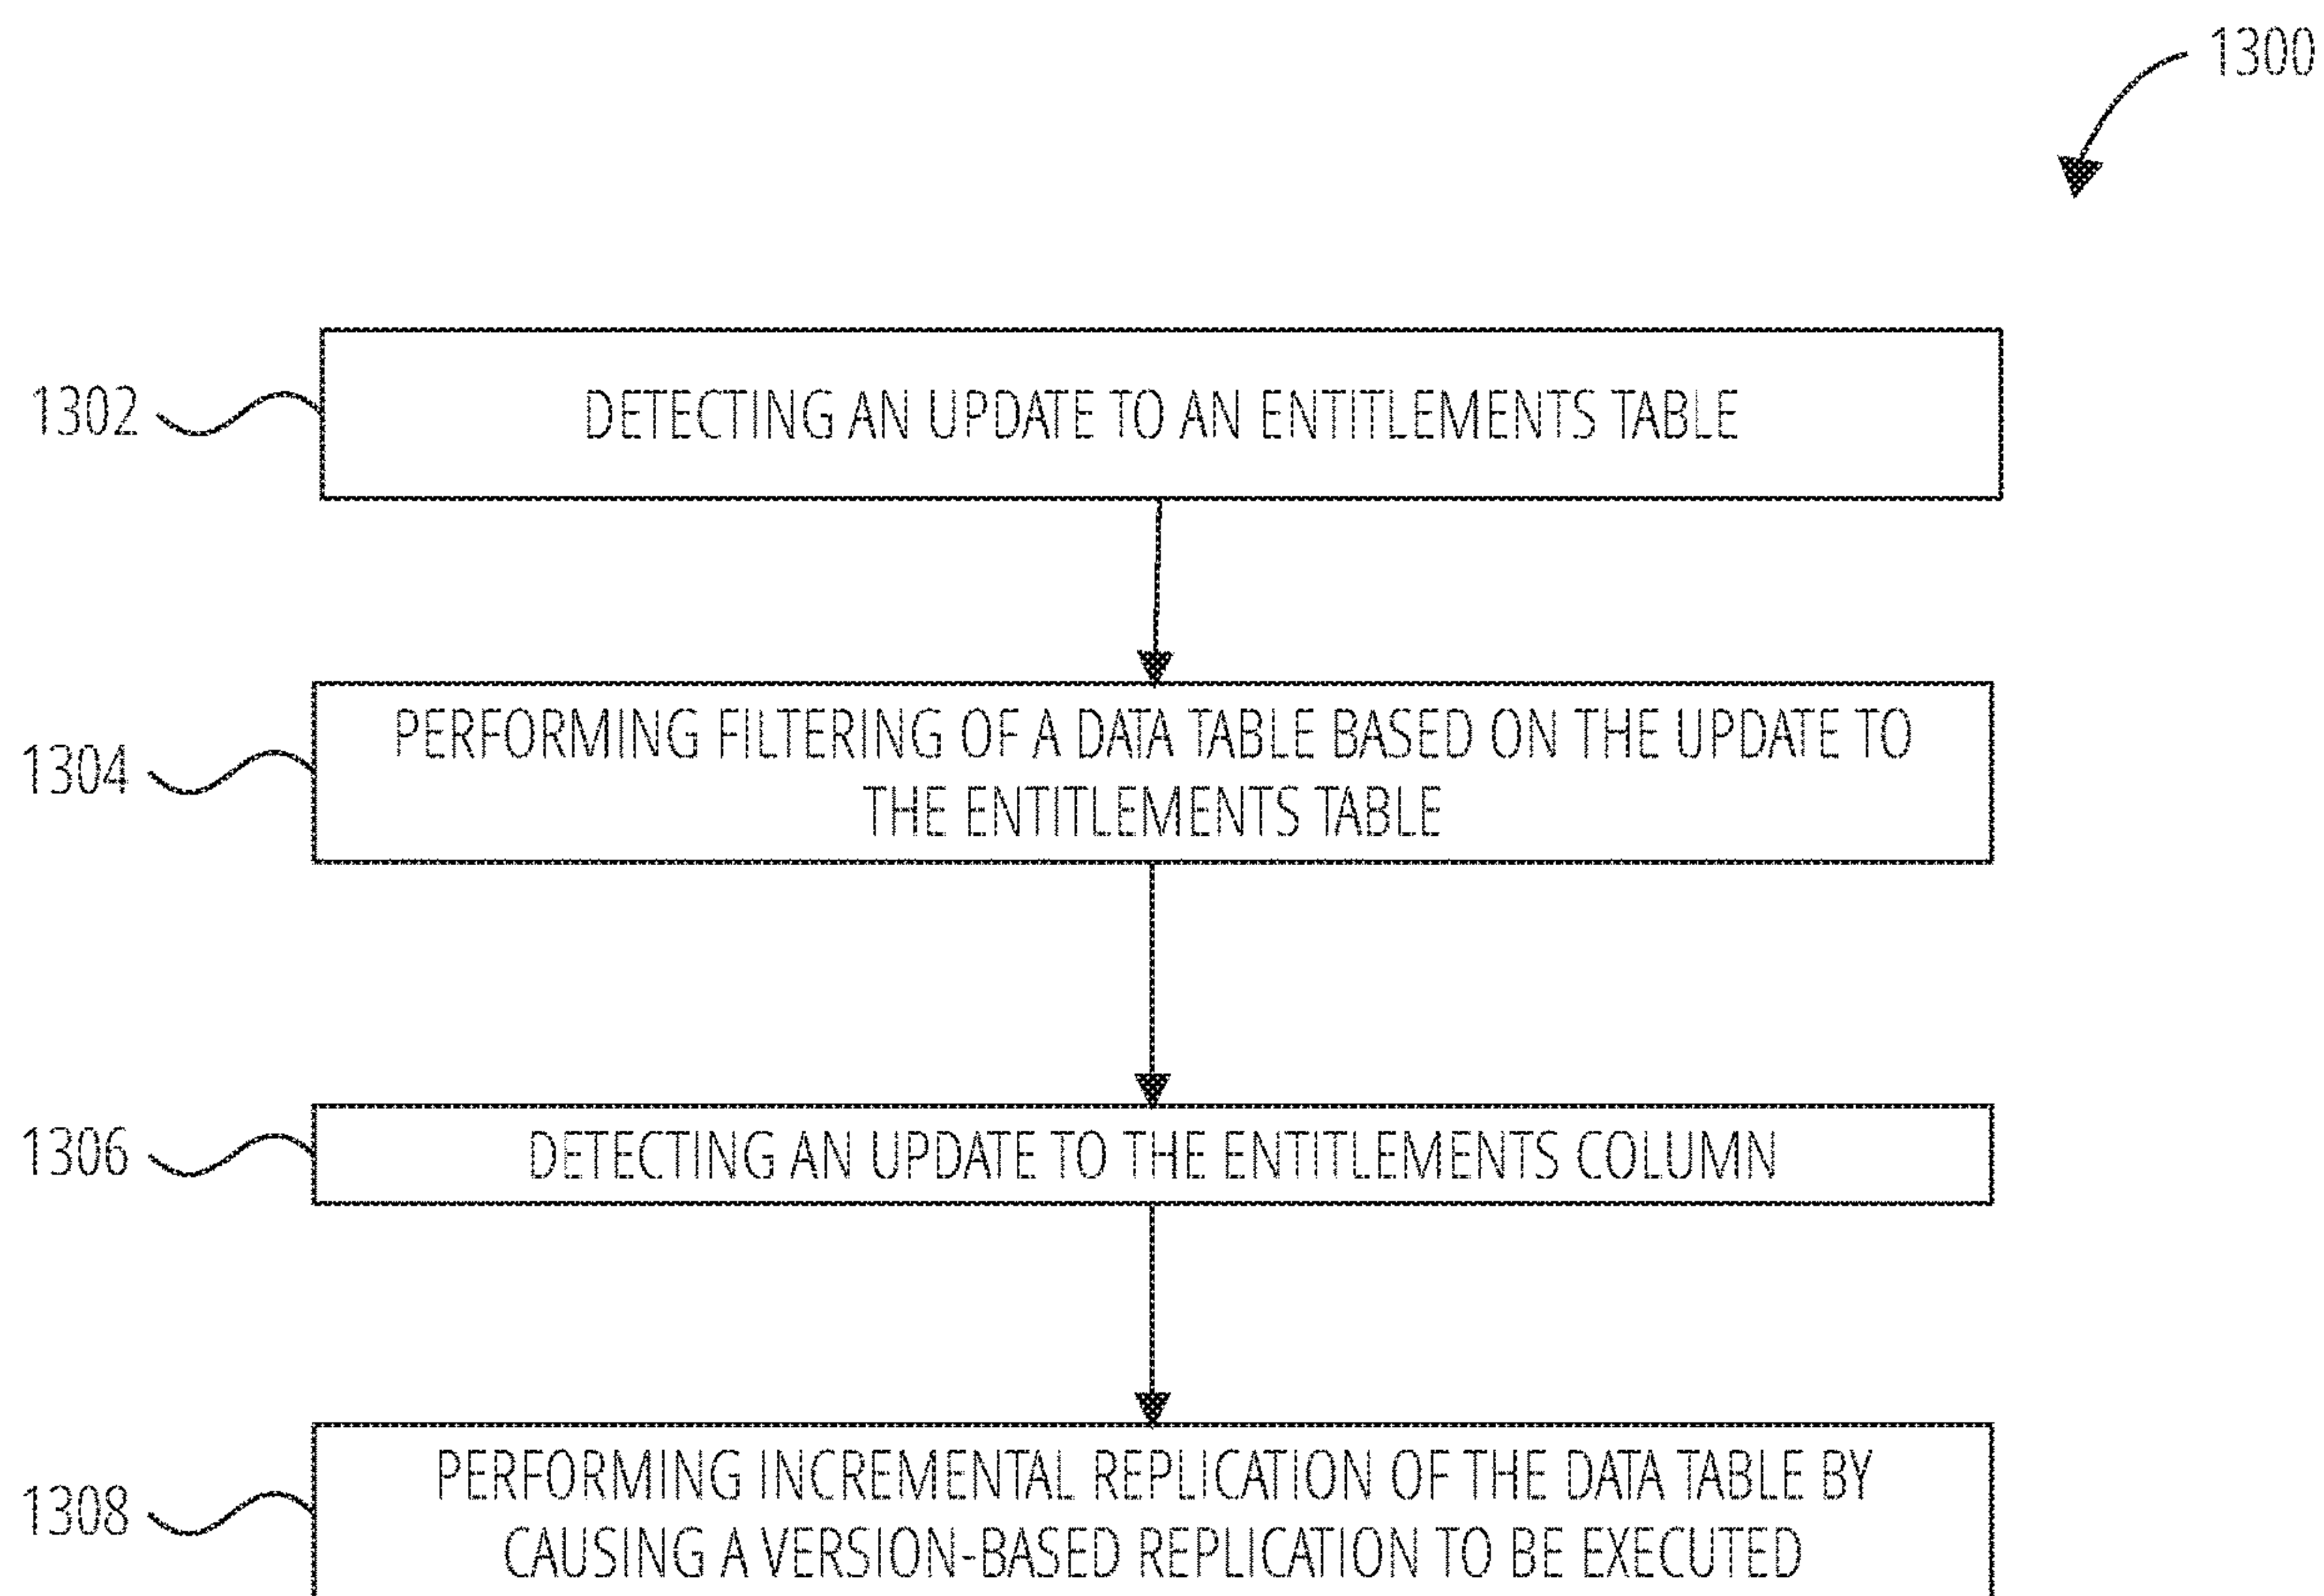 1300
1302
DETECTING AN UPDATE TO AN ENTITLEMENTS TABLE
1304
PERFORMING FILTERING OF A DATA TABLE BASED ON THE UPDATE TO
THE ENTITLEMENTS TABLE
1306
DETECTING AN UPDATE TO THE ENTITLEMENTS COLUMN
1308
PERFORMING INCREMENTAL REPLICATION OF THE DATA TABLE BY
CAUSING A VERSION-BASED REPLICATION TO BE EXECUTED